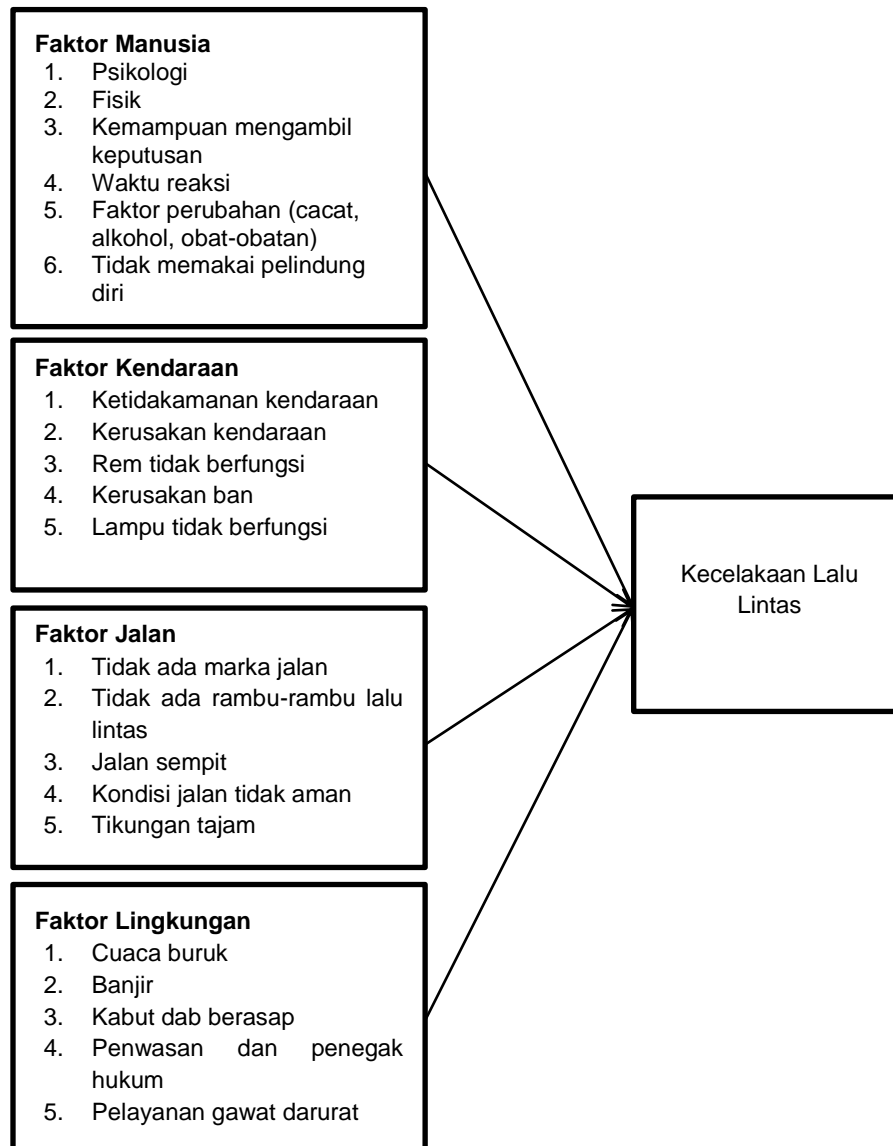 Faktor Manusia
1. Psikologi
2. Fisik
3. Kemampuan mengambil
keputusan
4. Waktu reaksi
5. Faktor perubahan (cacat,
alkohol, obat-obatan)
6. Tidak memakai pelindung
diri
Faktor Kendaraan
1. Ketidakamanan kendaraan
2. Kerusakan kendaraan
3. Rem tidak berfungsi
4. Kerusakan ban
5. Lampu tidak berfungsi
Faktor Jalan
1. Tidak ada marka jalan
2. Tidak ada rambu-rambu lalu
lintas
3. Jalan sempit
4. Kondisi jalan tidak aman
5. Tikungan tajam
Faktor Lingkungan
1. Cuaca buruk
2. Banjir
3. Kabut dab berasap
4. Penwasan dan penegak
hukum
5. Pelayanan gawat darurat
Kecelakaan Lalu
Lintas